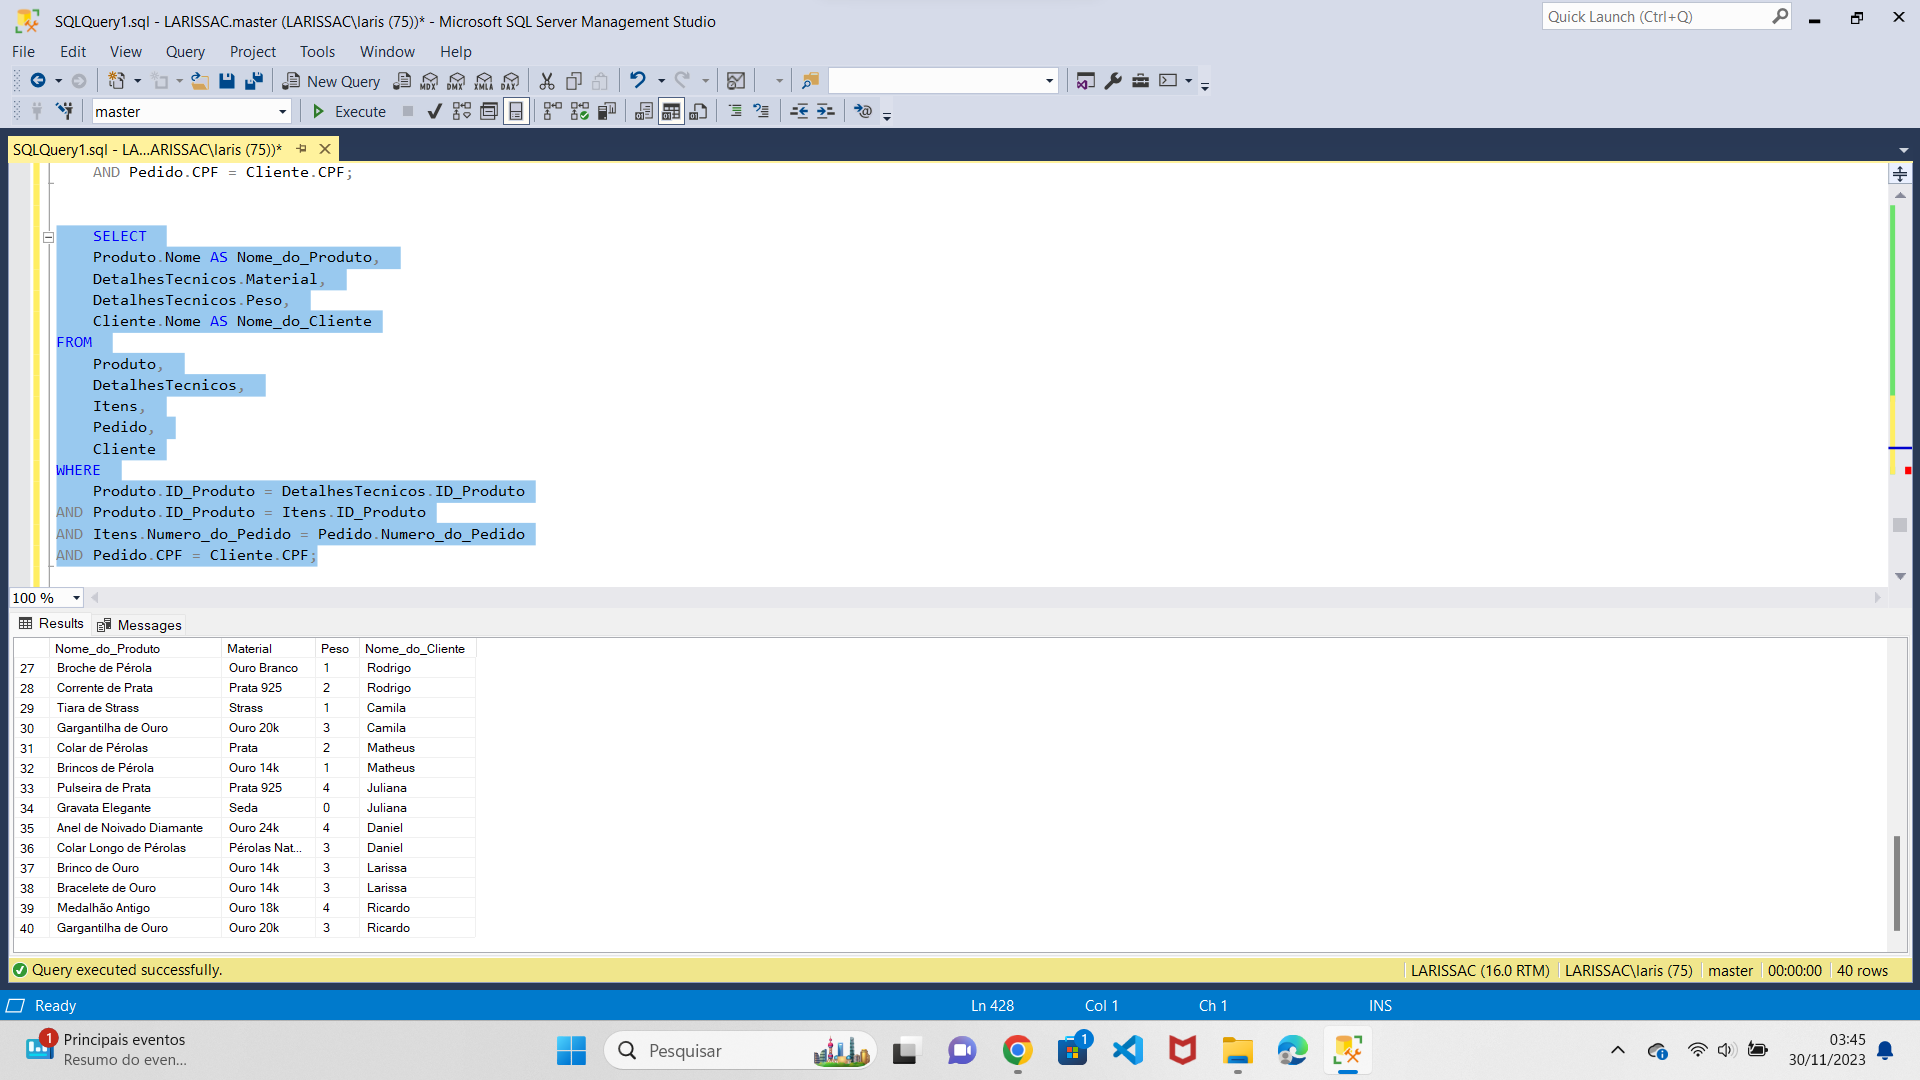 SQLQuery1.sql - LARISSAC.master (LARISSAC\laris (75))* - Microsoft SQL Server Management Studio
Quick Launch (Ctrl+Q)
File Edit View Query Project Tools Window Help
New Query MDX DMX XMLA DAX
master Execute
SQLQuery1.sql - LA...ARISSAC\laris (75))*
AND Pedido.CPF = Cliente.CPF;
SELECT
Produto.Nome AS Nome_do_Produto,
DetalhesTecnicos.Material,
DetalhesTecnicos.Peso,
Cliente.Nome AS Nome_do_Cliente
FROM
Produto,
DetalhesTecnicos,
Itens,
Pedido,
Cliente
WHERE
Produto.ID_Produto = DetalhesTecnicos.ID_Produto
AND Produto.ID_Produto = Itens.ID_Produto
AND Itens.Numero_do_Pedido = Pedido.Numero_do_Pedido
AND Pedido.CPF = Cliente.CPF;
100 %
Results Messages
Nome_do_Produto Material Peso Nome_do_Cliente
27 Broche de Pérola Ouro Branco 1 Rodrigo
28 Corrente de Prata Prata 925 2 Rodrigo
29 Tiara de Strass Strass 1 Camila
30 Gargantilha de Ouro Ouro 20k 3 Camila
31 Colar de Pérolas Prata 2 Matheus
32 Brincos de Pérola Ouro 14k 1 Matheus
33 Pulseira de Prata Prata 925 4 Juliana
34 Gravata Elegante Seda 0 Juliana
35 Anel de Noivado Diamante Ouro 24k 4 Daniel
36 Colar Longo de Pérolas Pérolas Nat... 3 Daniel
37 Brinco de Ouro Ouro 14k 3 Larissa
38 Bracelete de Ouro Ouro 14k 3 Larissa
39 Medalhão Antigo Ouro 18k 4 Ricardo
40 Gargantilha de Ouro Ouro 20k 3 Ricardo
Query executed successfully. LARISSAC (16.0 RTM) LARISSAC\laris (75) master 00:00:00 40 rows
Ready Ln 428 Col 1 Ch 1 INS
1 Principais eventos
Resumo do even...
Pesquisar
1
03:45
30/11/2023